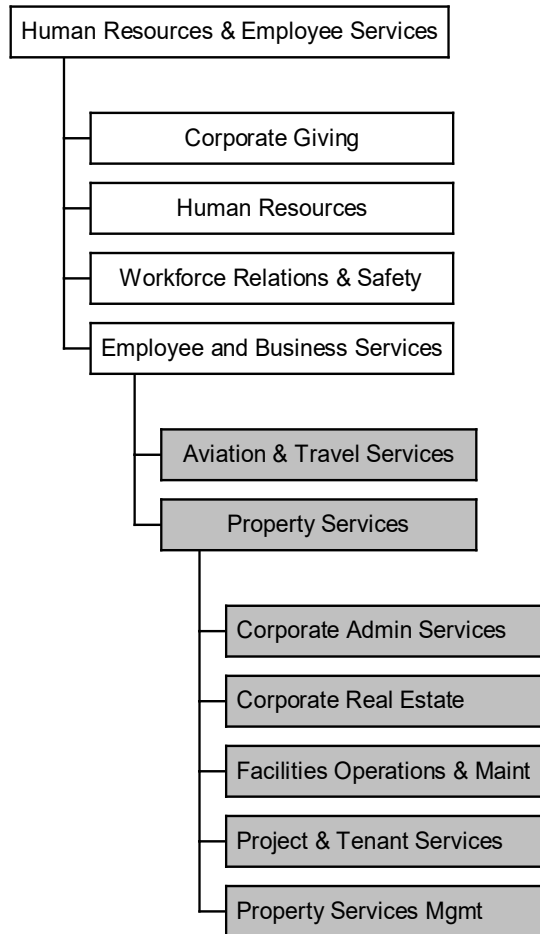 Human Resources & Employee Services
Corporate Giving
Human Resources
Workforce Relations & Safety
Employee and Business Services
Aviation & Travel Services
Property Services
Corporate Admin Services
Corporate Real Estate
Facilities Operations & Maint
Project & Tenant Services
Property Services Mgmt